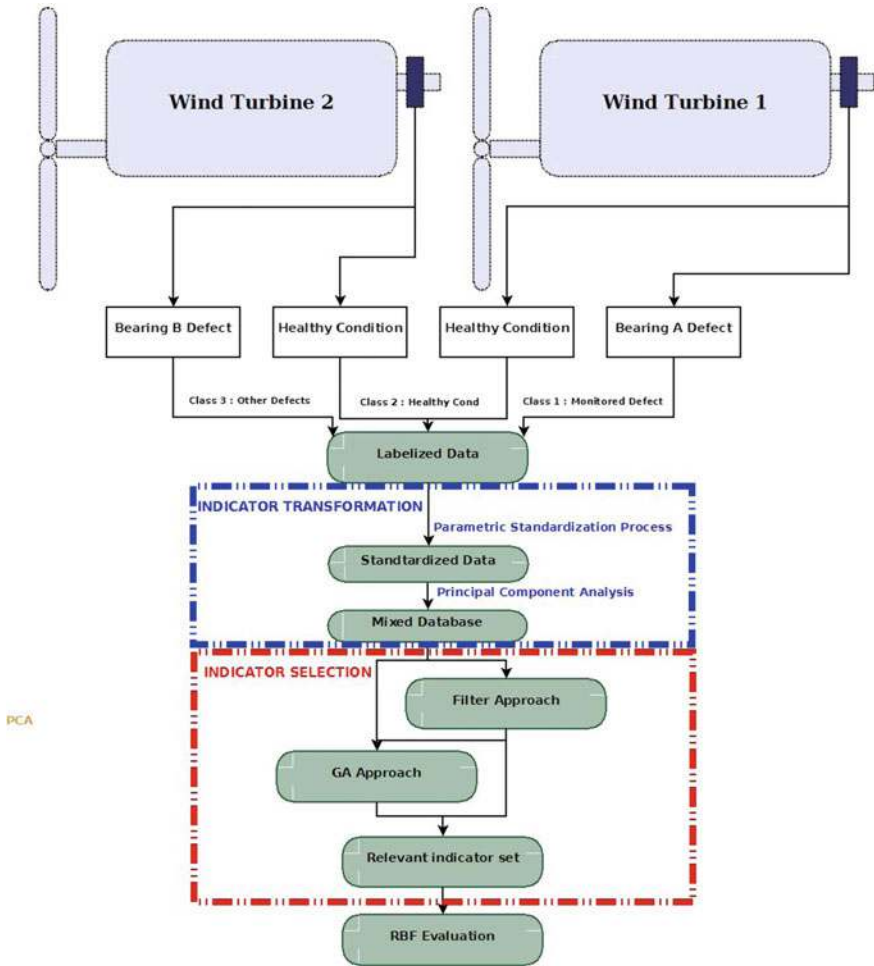 Wind Turbine 2
Wind Turbine 1
Bearing B Defect
Healthy Condition
Healthy Condition
Bearing A Defect
Class 3 : Other Defects
Class 2 : Healthy Cond
Class 1 : Monitored Defect
Labelized Data
INDICATOR TRANSFORMATION
Parametric Standardization Process
Standtardized Data
Principal Component Analysis
Mixed Database
INDICATOR SELECTION
Filter Approach
PCA
GA Approach
Relevant indicator set
RBF Evaluation